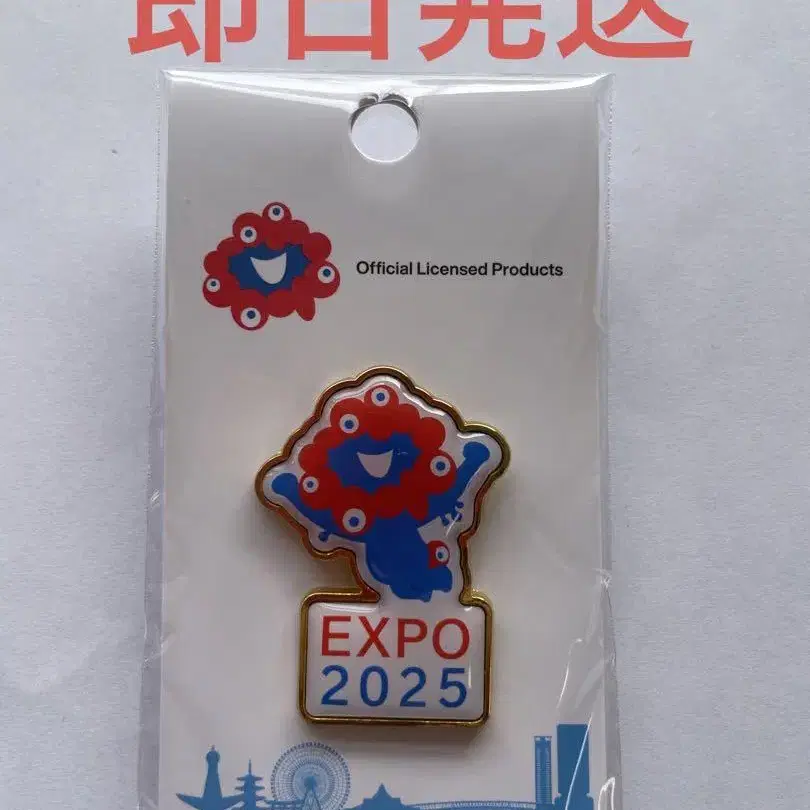 即日発送
Official Licensed Products
EXPO
2025